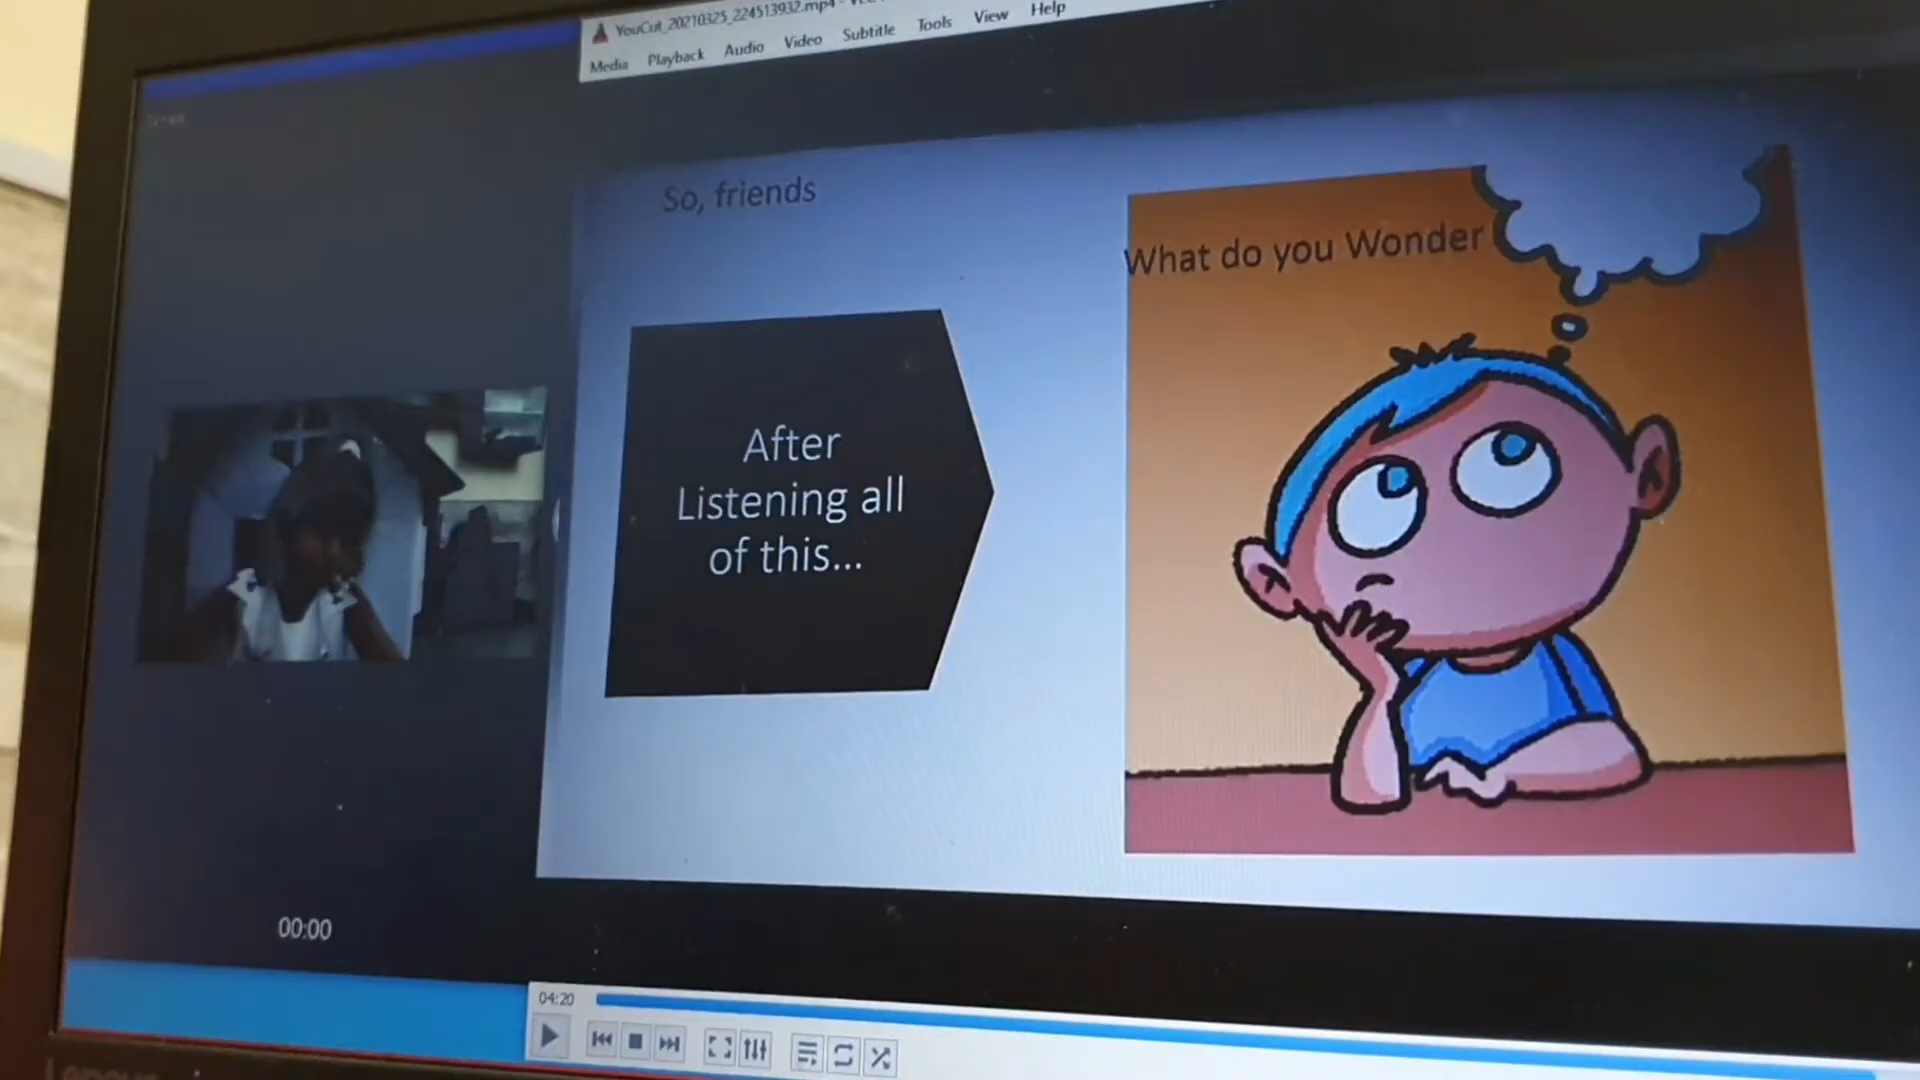 YouCut_20210325_224513932.mp4 -
Media Playback Audio Video Subtitle Tools View Help
So, friends
What do you Wonder
After
Listening all
of this...
00:00
04:20